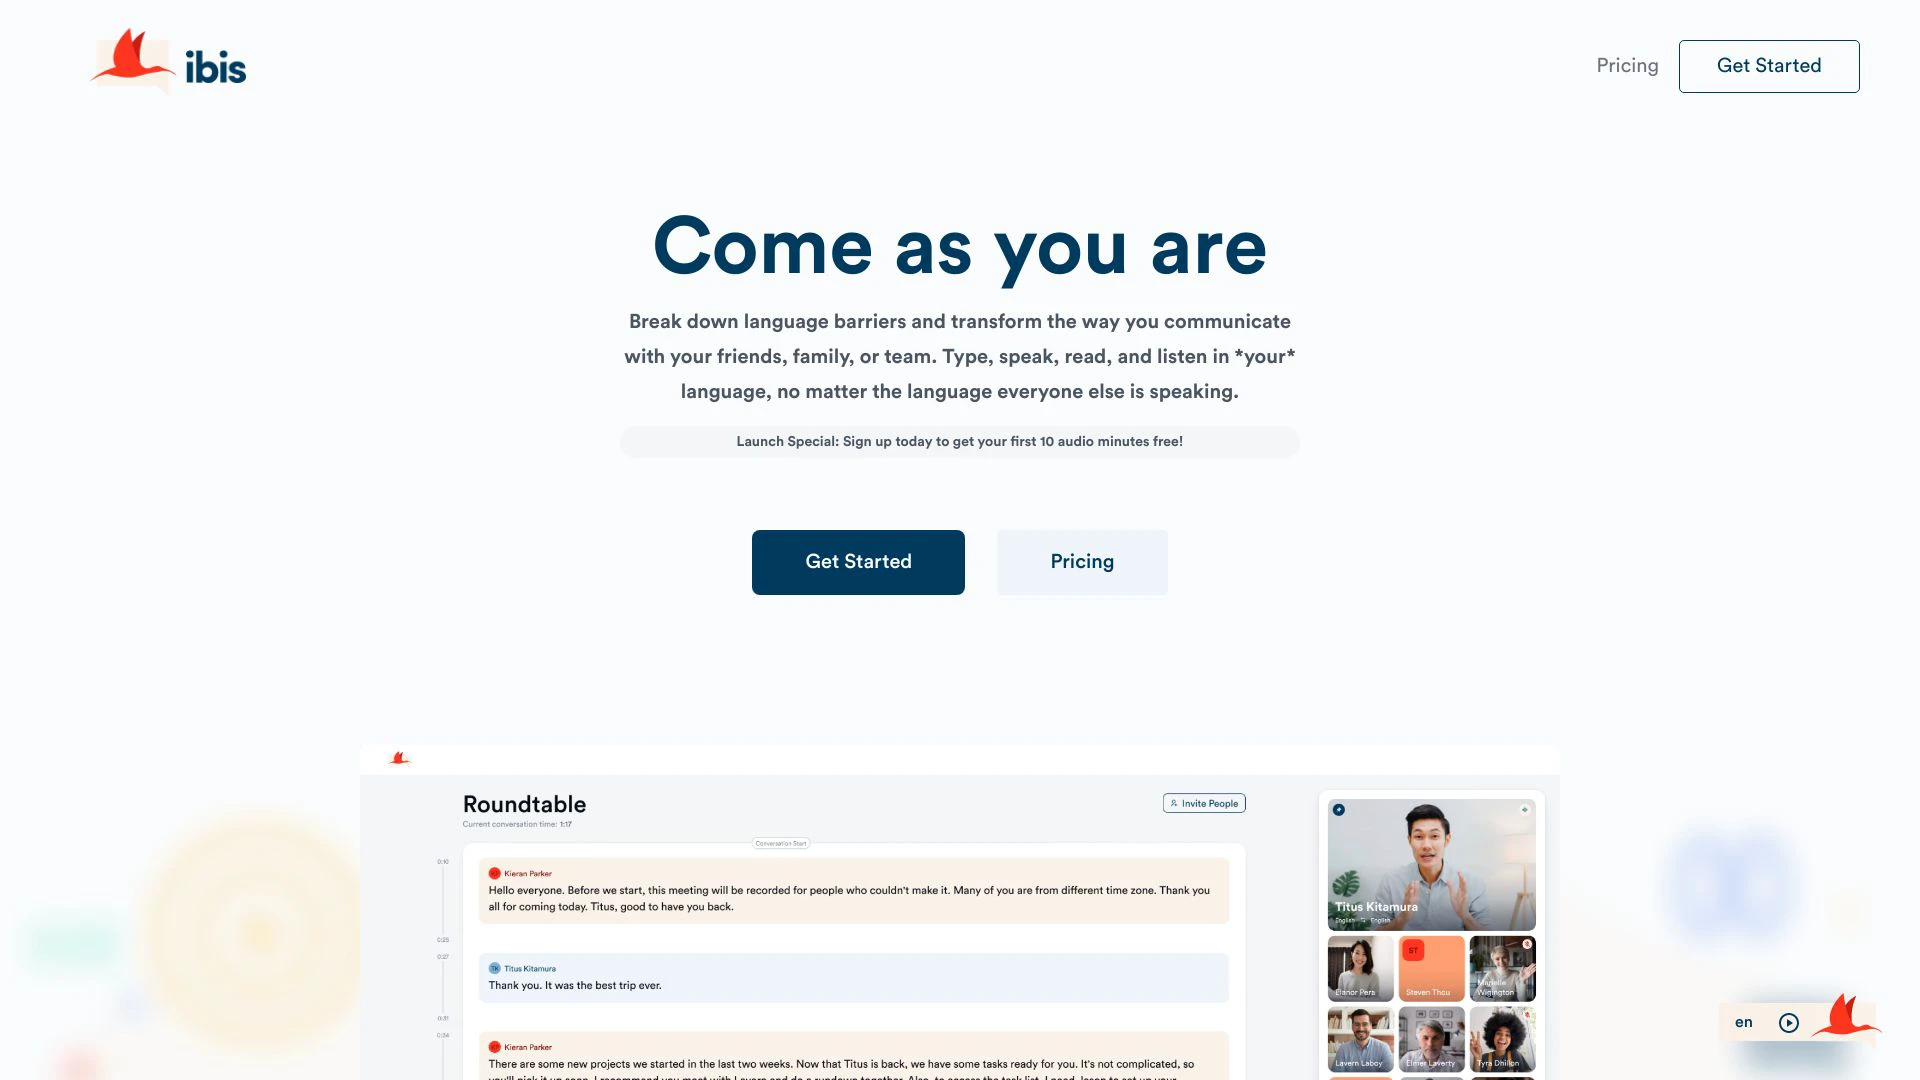 ibis
Pricing
Get Started
Come as you are
Break down language barriers and transform the way you communicate
with your friends, family, or team. Type, speak, read, and listen in *your*
language, no matter the language everyone else is speaking.
Launch Special: Sign up today to get your first 10 audio minutes free!
Get Started
Pricing
Roundtable
Current conversation time: 1:17
Invite People
Conversation Start
0:10
KP Kieran Parker
Hello everyone. Before we start, this meeting will be recorded for people who couldn't make it. Many of you are from different time zone. Thank you
all for coming today. Titus, good to have you back.
0:25
0:27
TK Titus Kitamura
Thank you. It was the best trip ever.
0:31
0:34
KP Kieran Parker
There are some new projects we started in the last two weeks. Now that Titus is back, we have some tasks ready for you. It's not complicated, so
Titus Kitamura
English
English
Elanor Pera
ST
Steven Thou
Marielle
Wigington
Lavern Laboy
Elmer Laverty
Tyra Dhillon
en